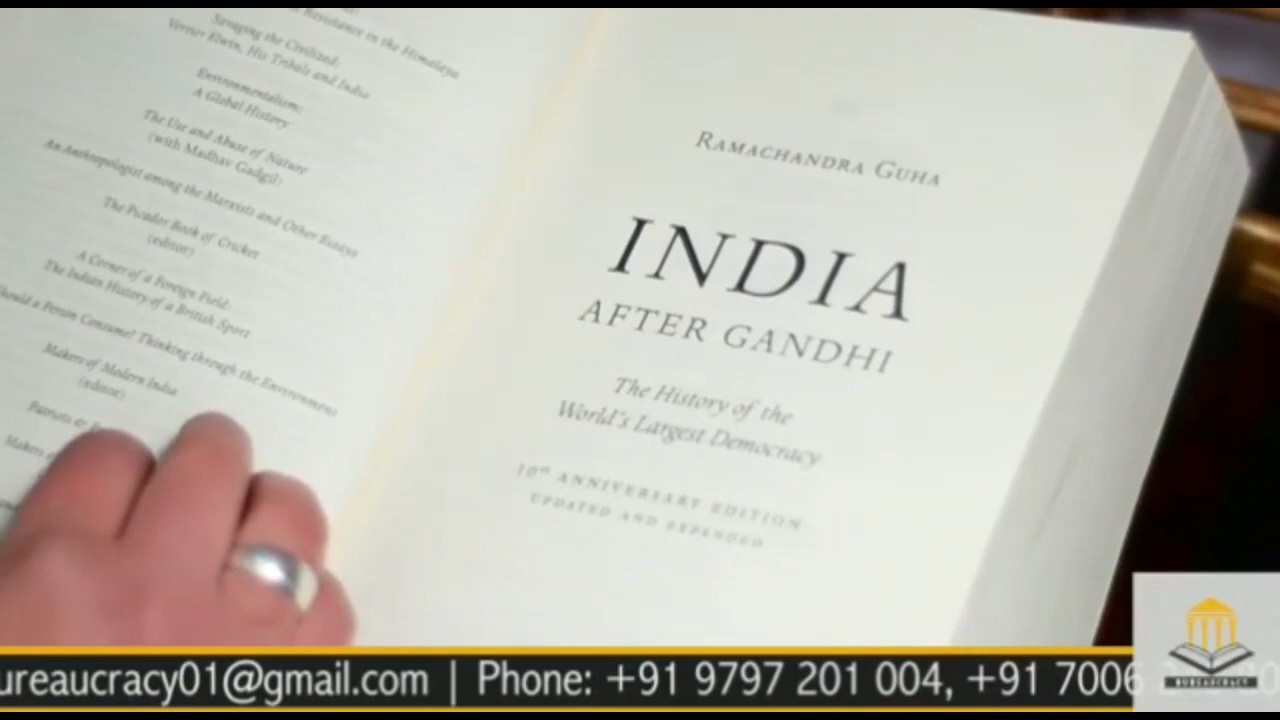 Resistance in the Himalaya
Savaging the Civilized:
Verrier Elwin, His Tribals and India
Environmentalism:
A Global History
The Use and Abuse of Nature
(with Madhav Gadgil)
An Anthropologist among the Marxists and Other Essays
The Picador Book of Cricket
(editor)
A Corner of a Foreign Field:
The Indian History of a British Sport
Should a Person Consume? Thinking through the Environment
Makers of Modern India
(editor)
Patriots &
Makers
RAMACHANDRA GUHA
INDIA
AFTER GANDHI
The History of the
World's Largest Democracy
10th ANNIVERSARY EDITION
UPDATED AND EXPANDED
ureaucracy01@gmail.com | Phone: +91 9797 201 004, +91 7006
BUREAUCRACY